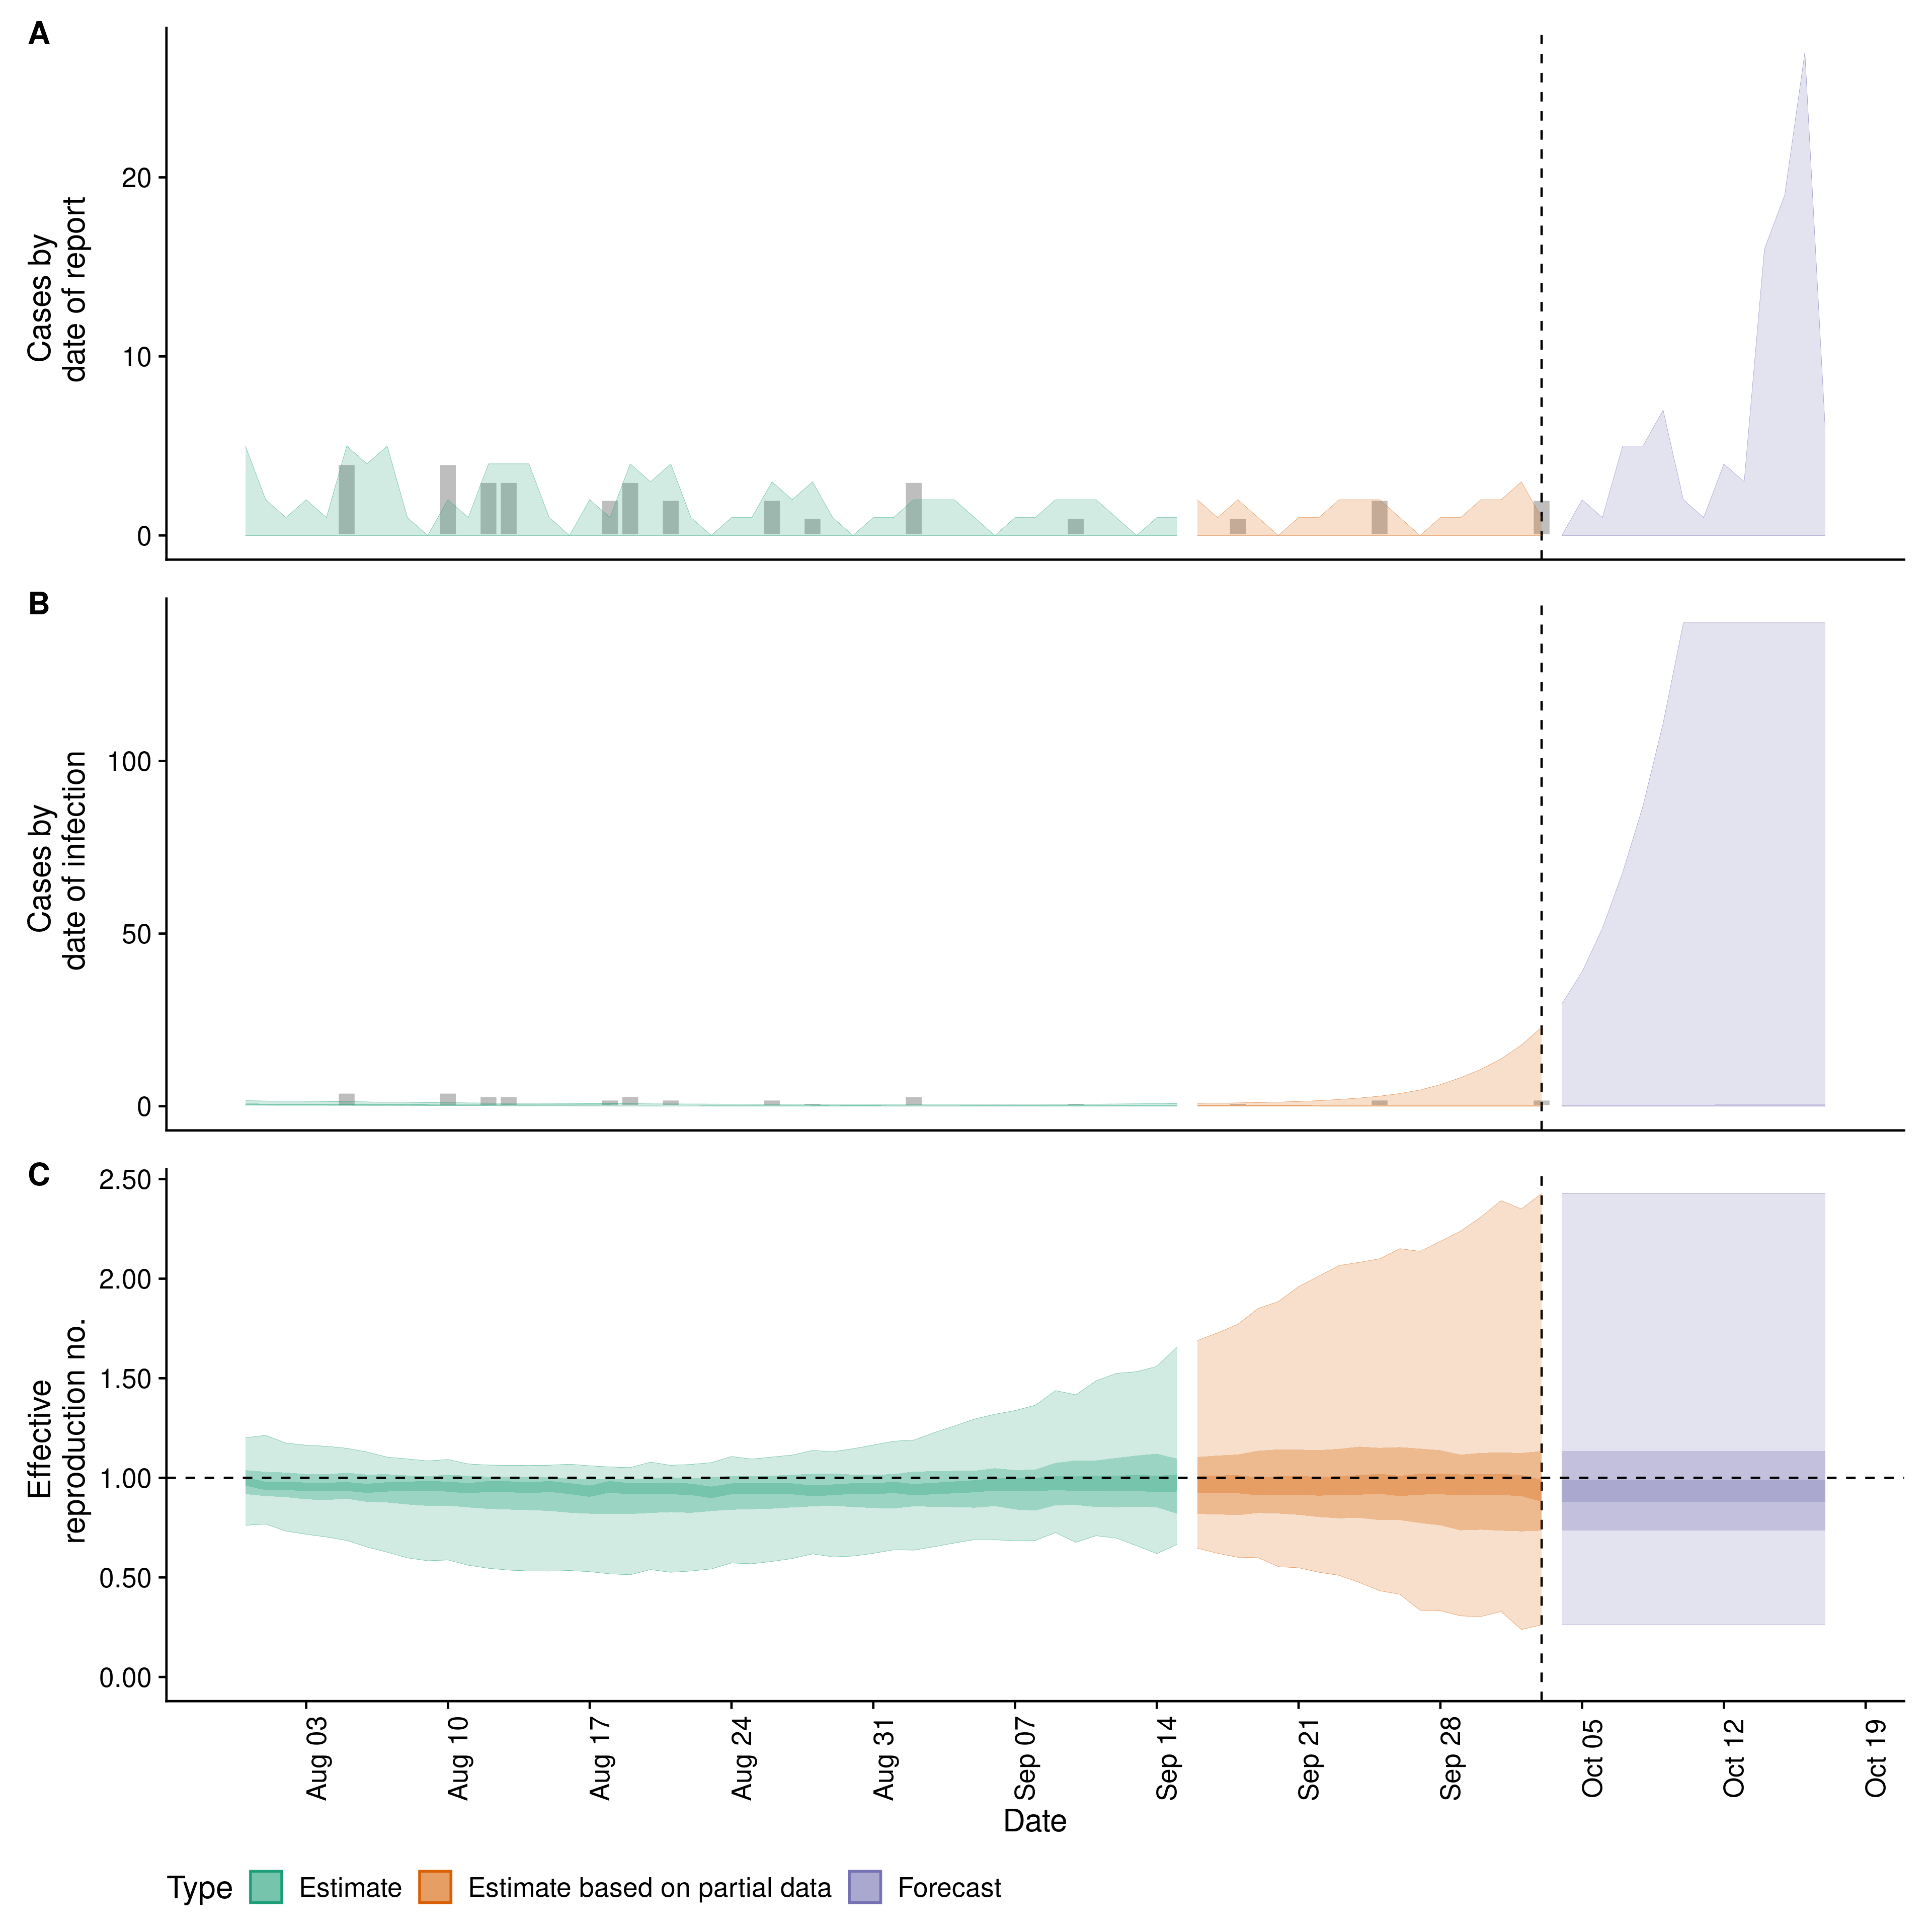 A
Cases by
date of report
20
10
0
B
Cases by
date of infection
100
50
0
C
Effective
reproduction no.
2.50
2.00
1.50
1.00
0.50
0.00
Aug 03
Aug 10
Aug 17
Aug 24
Aug 31
Sep 07
Sep 14
Sep 21
Sep 28
Oct 05
Oct 12
Oct 19
Date
Type Estimate Estimate based on partial data Forecast